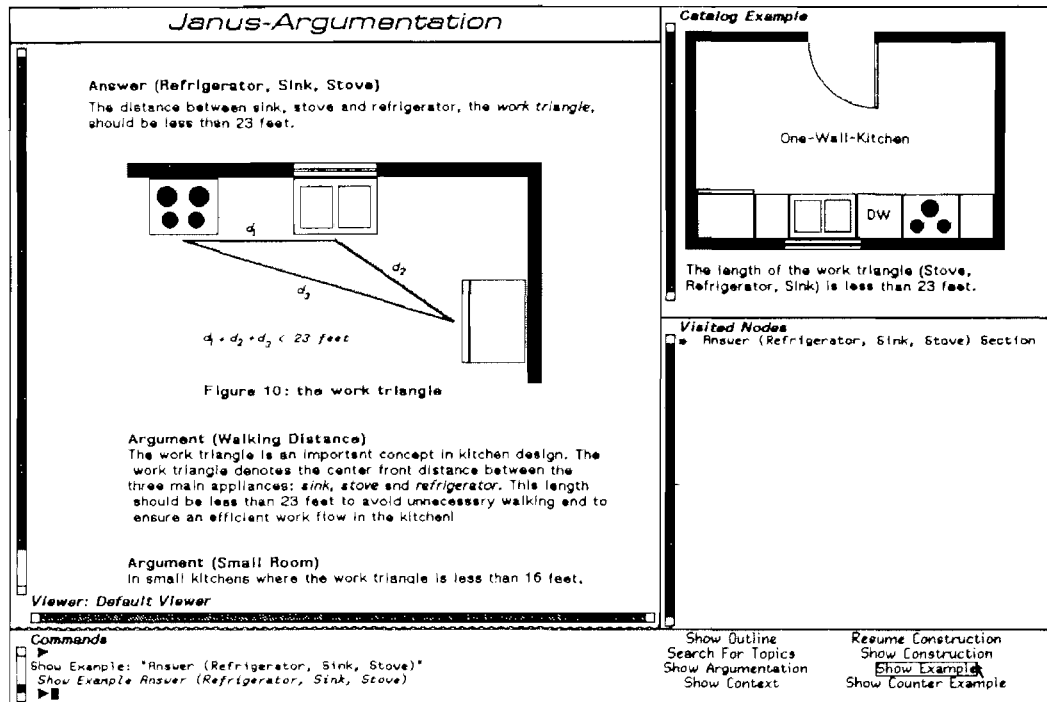 Janus-Argumentation
Answer (Refrigerator, Sink, Stove)
The distance between sink, stove and refrigerator, the work triangle,
should be less than 23 feet.
d1
d2
d3
d1 + d2 + d3 < 23 feet
Figure 10: the work triangle
Argument (Walking Distance)
The work triangle is an important concept in kitchen design. The
work triangle denotes the center front distance between the
three main appliances: sink, stove and refrigerator. This length
should be less than 23 feet to avoid unnecessary walking and to
ensure an efficient work flow in the kitchen!
Argument (Small Room)
In small kitchens where the work triangle is less than 16 feet,
Viewer: Default Viewer
Catalog Example
One-Wall-Kitchen
DW
The length of the work triangle (Stove,
Refrigerator, Sink) is less than 23 feet.
Visited Nodes
Answer (Refrigerator, Sink, Stove) Section
Commands
Show Example: "Answer (Refrigerator, Sink, Stove)"
Show Example Answer (Refrigerator, Sink, Stove)
Show Outline
Resume Construction
Search For Topics
Show Construction
Show Argumentation
Show Example
Show Context
Show Counter Example